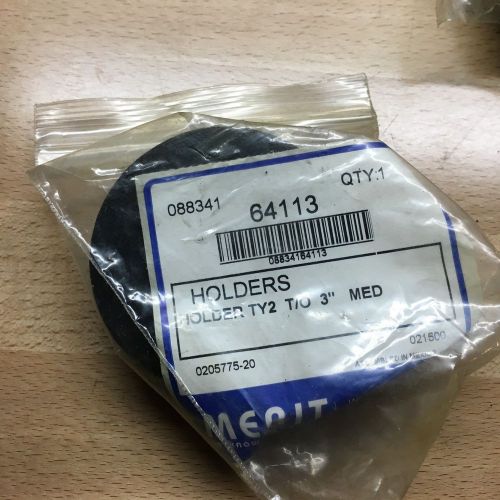 QTY:1
088341 64113
08834164113
HOLDERS
HOLDER TY2 T/O 3" MED
0205775-20 021500
MERIT